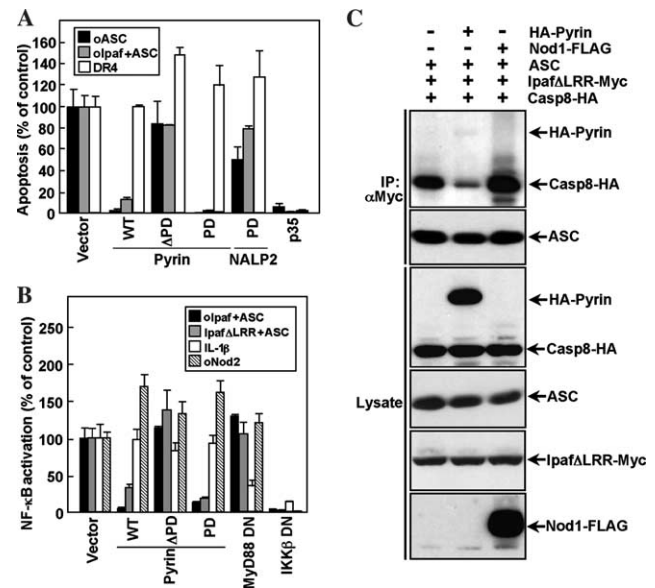 A
oASC
oIpaf+ASC
DR4
Apoptosis (% of control)
160
140
120
100
80
60
40
20
0
Vector
WT
ΔPD
PD
PD
p35
Pyrin
NALP2
B
oIpaf+ASC
IpafΔLRR+ASC
IL-1β
oNod2
NF-κB activation (% of control)
250
200
150
100
50
0
Vector
WT
ΔPD
PD
MyD88 DN
IKKβ DN
Pyrin
C
- + - HA-Pyrin
- - + Nod1-FLAG
+ + + ASC
+ + + IpafΔLRR-Myc
+ + + Casp8-HA
IP:
αMyc
HA-Pyrin
Casp8-HA
ASC
Lysate
HA-Pyrin
Casp8-HA
ASC
IpafΔLRR-Myc
Nod1-FLAG